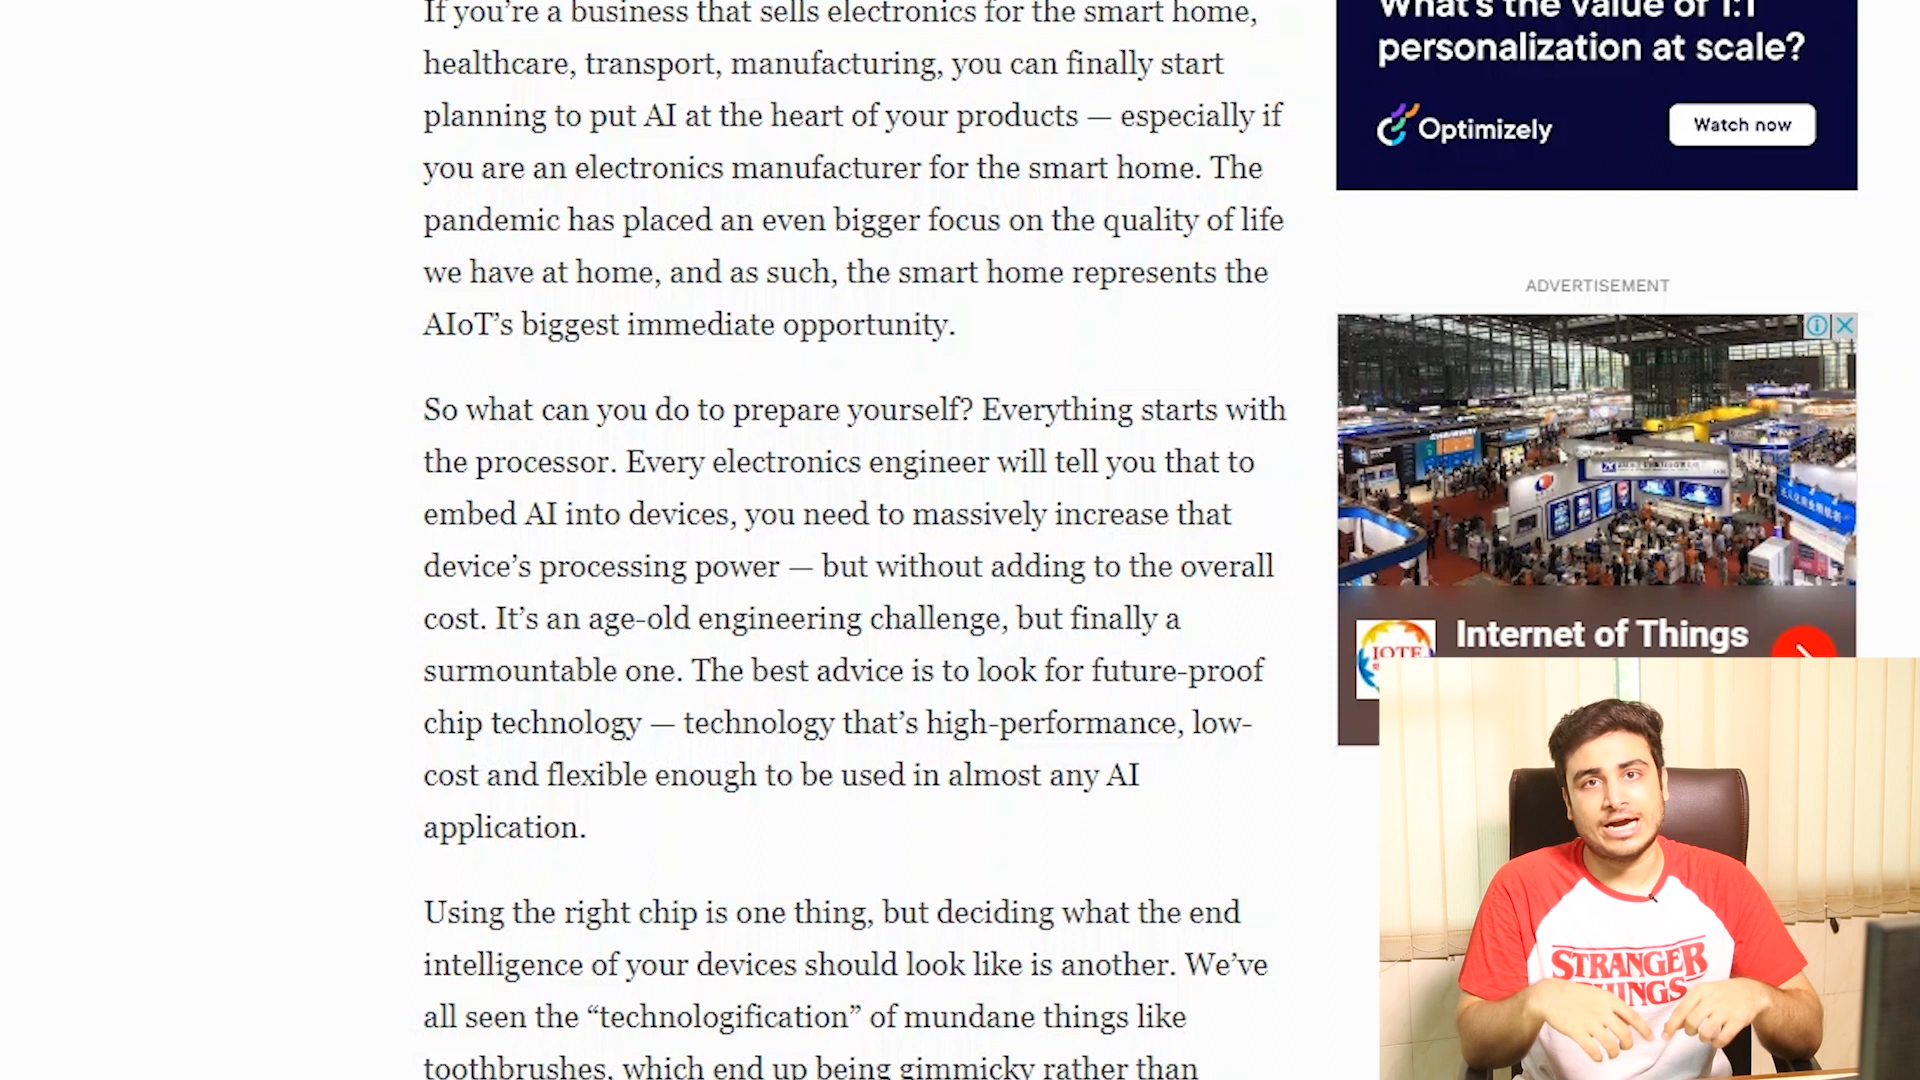 If you’re a business that sells electronics for the smart home,
healthcare, transport, manufacturing, you can finally start
planning to put AI at the heart of your products — especially if
you are an electronics manufacturer for the smart home. The
pandemic has placed an even bigger focus on the quality of life
we have at home, and as such, the smart home represents the
AIoT’s biggest immediate opportunity.
So what can you do to prepare yourself? Everything starts with
the processor. Every electronics engineer will tell you that to
embed AI into devices, you need to massively increase that
device’s processing power — but without adding to the overall
cost. It’s an age-old engineering challenge, but finally a
surmountable one. The best advice is to look for future-proof
chip technology — technology that’s high-performance, low-
cost and flexible enough to be used in almost any AI
application.
Using the right chip is one thing, but deciding what the end
intelligence of your devices should look like is another. We’ve
all seen the “technologification” of mundane things like
toothbrushes, which end up being gimmicky rather than
What's the value of 1:1
personalization at scale?
Optimizely
Watch now
ADVERTISEMENT
Internet of Things
IOTE
STRANGER
THINGS